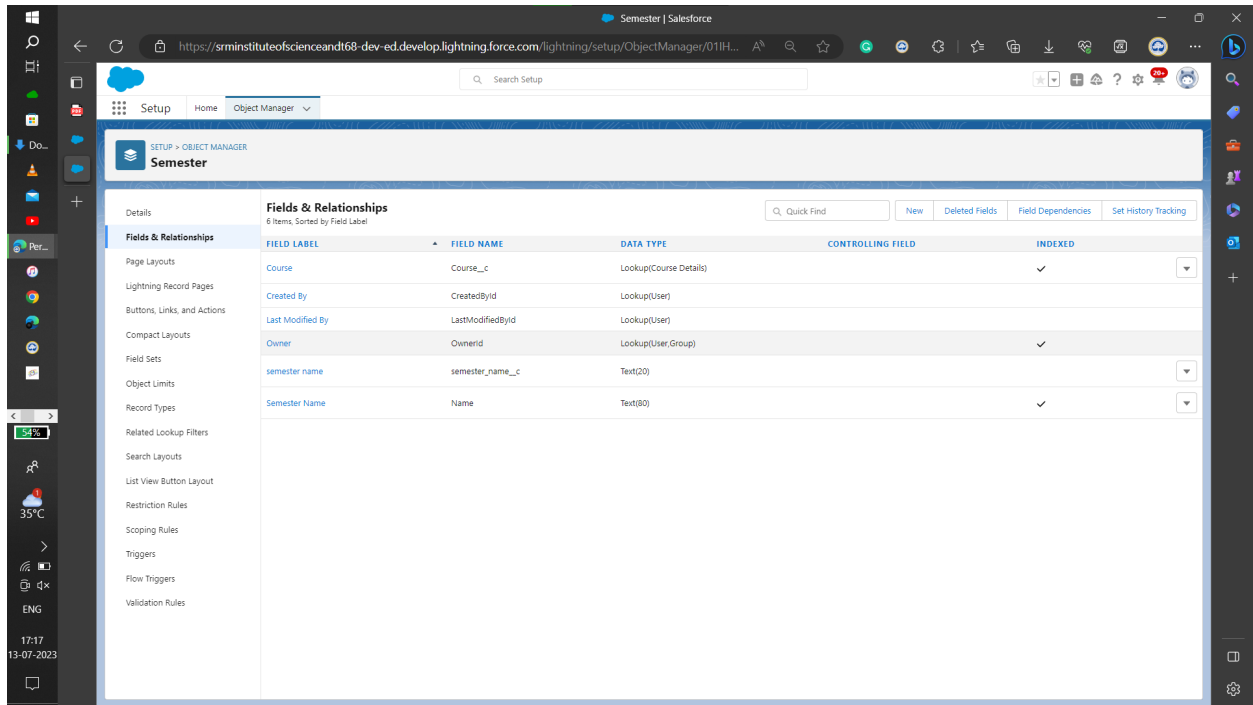 Semester | Salesforce
https://srminstituteofscienceandt68-dev-ed.develop.lightning.force.com/lightning/setup/ObjectManager/01IH...
Search Setup
20+
Setup
Home
Object Manager
SETUP > OBJECT MANAGER
Semester
Details
Fields & Relationships
Page Layouts
Lightning Record Pages
Buttons, Links, and Actions
Compact Layouts
Field Sets
Object Limits
Record Types
Related Lookup Filters
Search Layouts
List View Button Layout
Restriction Rules
Scoping Rules
Triggers
Flow Triggers
Validation Rules
Fields & Relationships
6 Items, Sorted by Field Label
Quick Find
New
Deleted Fields
Field Dependencies
Set History Tracking
FIELD LABEL FIELD NAME DATA TYPE CONTROLLING FIELD INDEXED
Course Course__c Lookup(Course Details)
Created By CreatedById Lookup(User)
Last Modified By LastModifiedById Lookup(User)
Owner OwnerId Lookup(User,Group)
semester name semester_name__c Text(20)
Semester Name Name Text(80)
Do...
Per...
54%
1
35°C
ENG
17:17
13-07-2023